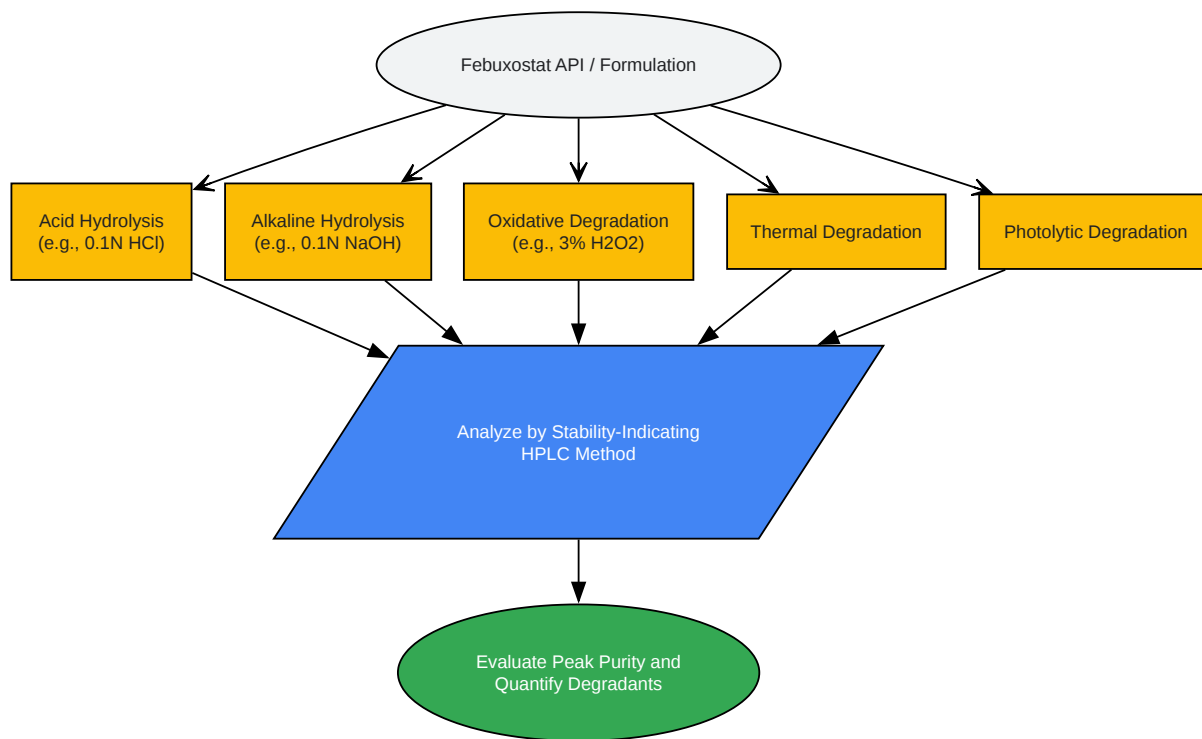 Febuxostat API / Formulation
Acid Hydrolysis
(e.g., 0.1N HCl)
Alkaline Hydrolysis
(e.g., 0.1N NaOH)
Oxidative Degradation
(e.g., 3% H2O2)
Thermal Degradation
Photolytic Degradation
Analyze by Stability-Indicating
HPLC Method
Evaluate Peak Purity and
Quantify Degradants